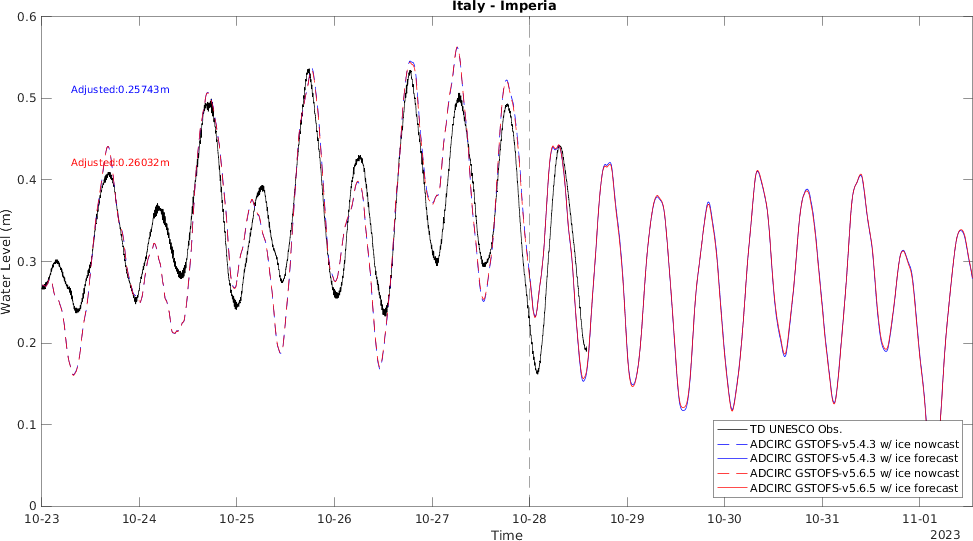 Italy - Imperia
0.6
0.5
0.4
0.3
0.2
0.1
0
Water Level (m)
Adjusted:0.25743m
Adjusted:0.26032m
TD UNESCO Obs.
ADCIRC GSTOFS-v5.4.3 w/ ice nowcast
ADCIRC GSTOFS-v5.4.3 w/ ice forecast
ADCIRC GSTOFS-v5.6.5 w/ ice nowcast
ADCIRC GSTOFS-v5.6.5 w/ ice forecast
10-23 10-24 10-25 10-26 10-27 10-28 10-29 10-30 10-31 11-01
Time
2023